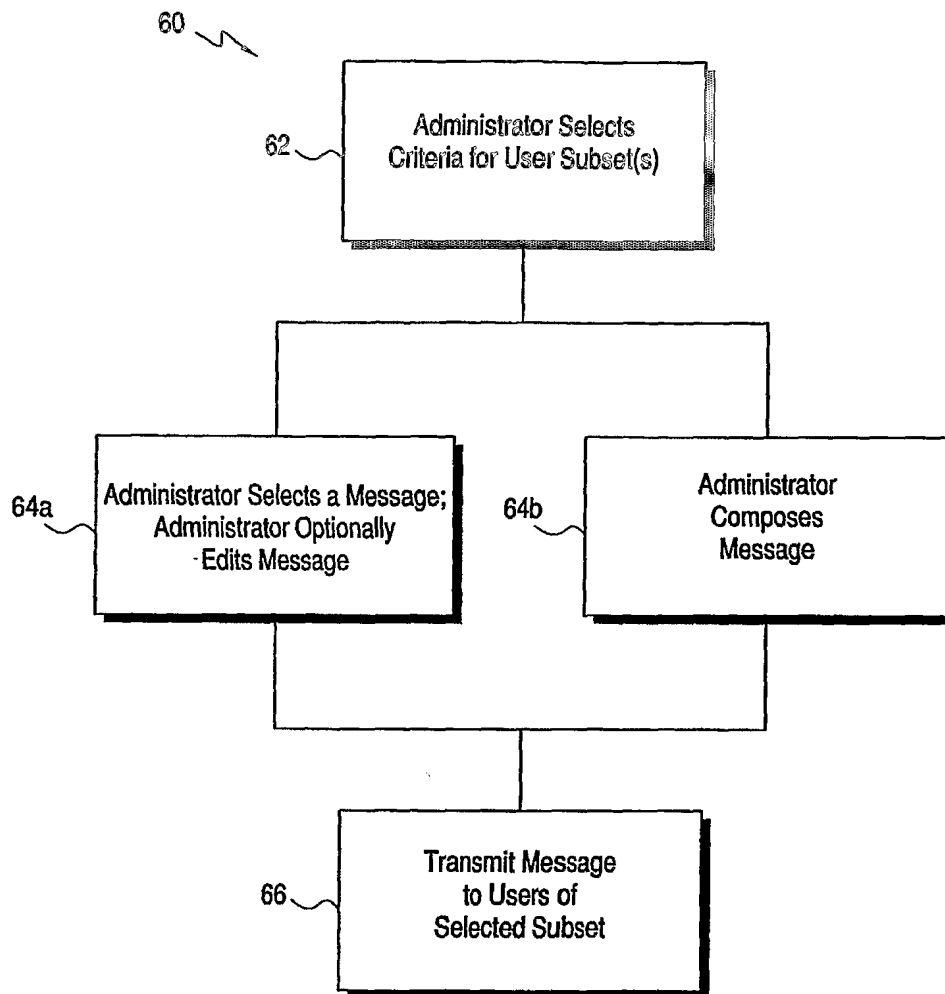 60
62
Administrator Selects
Criteria for User Subset(s)
64a
Administrator Selects a Message;
Administrator Optionally
Edits Message
64b
Administrator
Composes
Message
66
Transmit Message
to Users of
Selected Subset